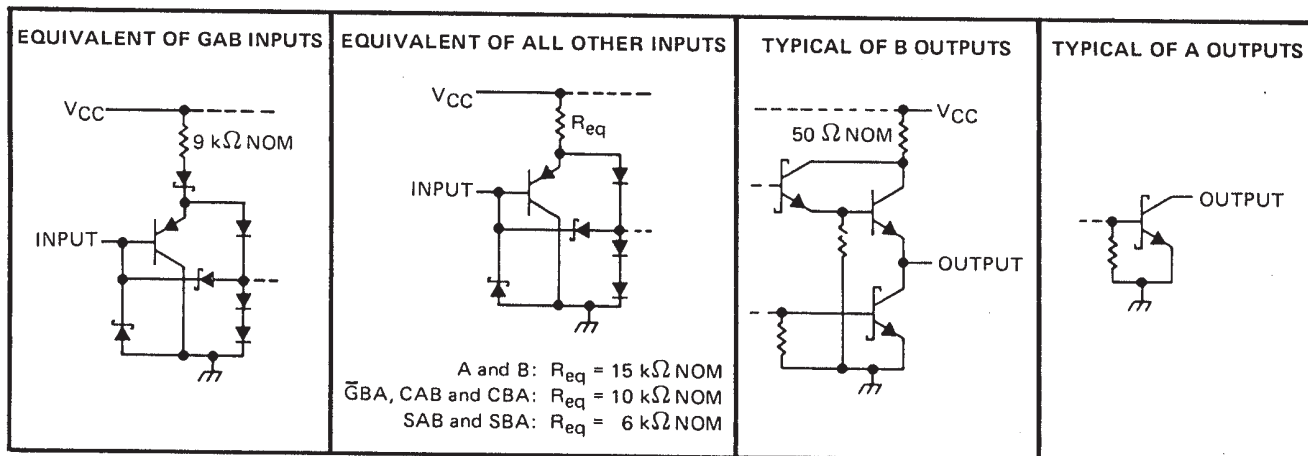 EQUIVALENT OF GAB INPUTS
VCC
9 kΩ NOM
INPUT
EQUIVALENT OF ALL OTHER INPUTS
VCC
Req
INPUT
A and B: Req = 15 kΩ NOM
G̅BA, CAB and CBA: Req = 10 kΩ NOM
SAB and SBA: Req = 6 kΩ NOM
TYPICAL OF B OUTPUTS
VCC
50 Ω NOM
OUTPUT
TYPICAL OF A OUTPUTS
OUTPUT